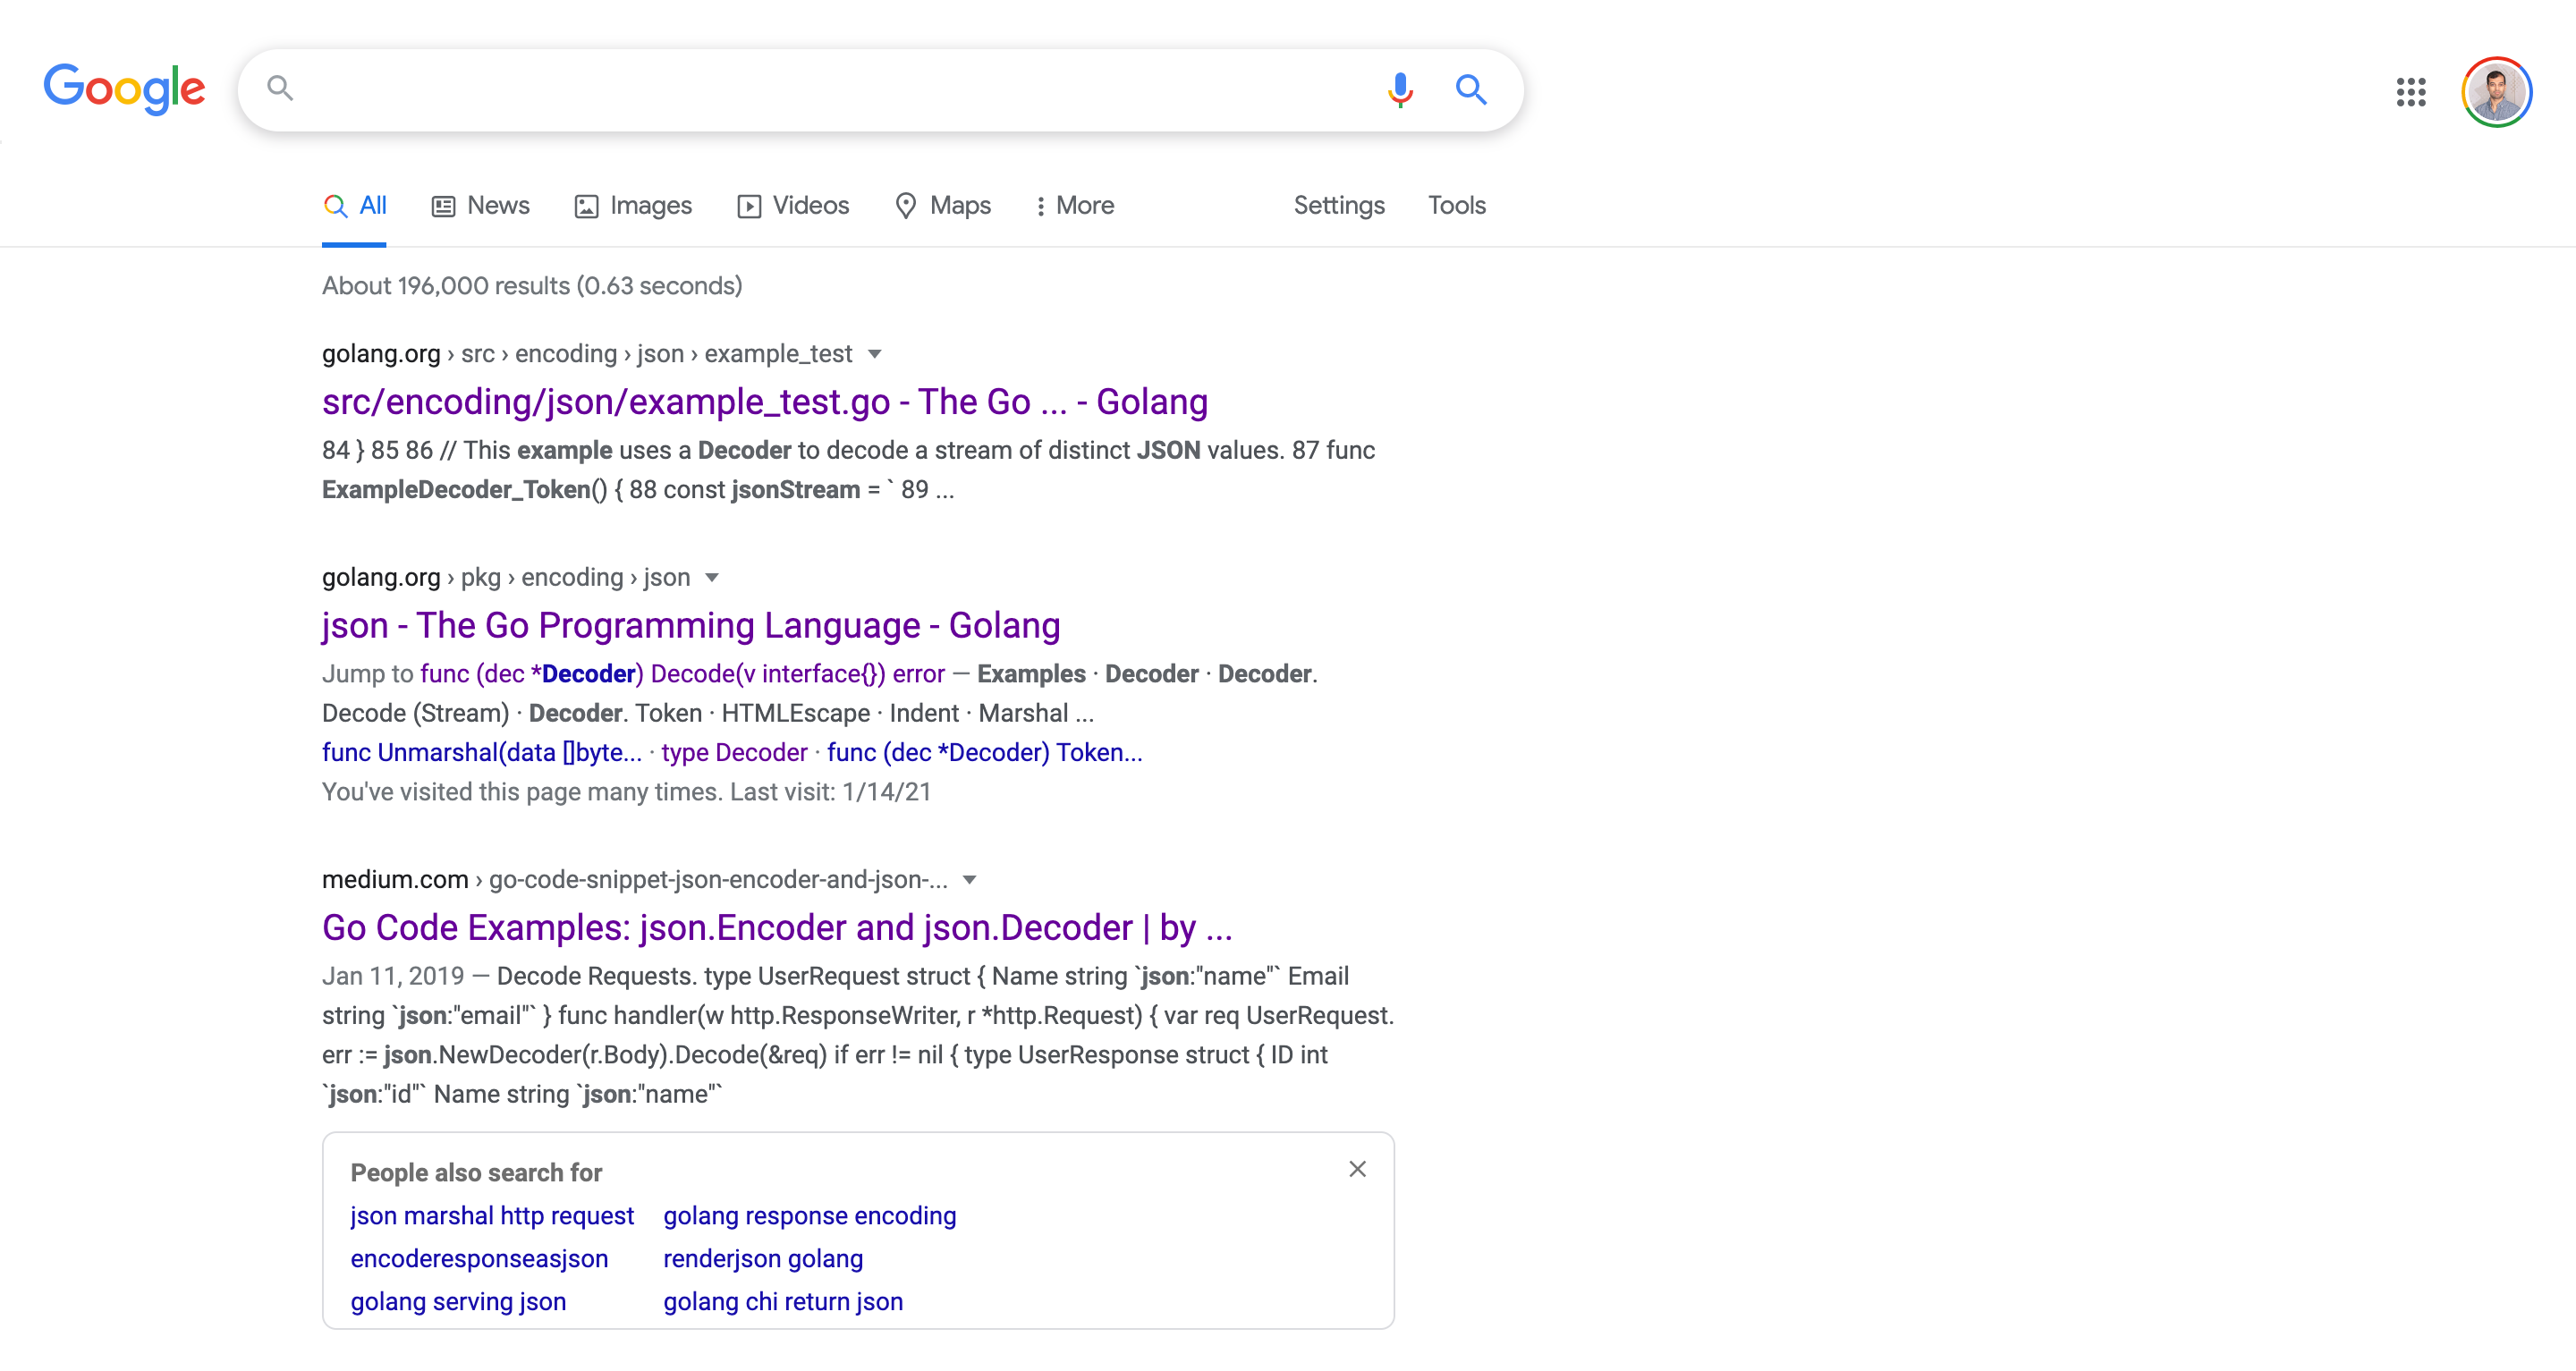 Google
All News Images Videos Maps More Settings Tools
About 196,000 results (0.63 seconds)
golang.org › src › encoding › json › example_test
src/encoding/json/example_test.go - The Go ... - Golang
84 } 85 86 // This example uses a Decoder to decode a stream of distinct JSON values. 87 func
ExampleDecoder_Token() { 88 const jsonStream = ` 89 ...
golang.org › pkg › encoding › json
json - The Go Programming Language - Golang
Jump to func (dec *Decoder) Decode(v interface{}) error — Examples · Decoder · Decoder.
Decode (Stream) · Decoder. Token · HTMLEscape · Indent · Marshal ...
func Unmarshal(data []byte... · type Decoder · func (dec *Decoder) Token...
You've visited this page many times. Last visit: 1/14/21
medium.com › go-code-snippet-json-encoder-and-json-...
Go Code Examples: json.Encoder and json.Decoder | by ...
Jan 11, 2019 — Decode Requests. type UserRequest struct { Name string `json:"name"` Email
string `json:"email"` } func handler(w http.ResponseWriter, r *http.Request) { var req UserRequest.
err := json.NewDecoder(r.Body).Decode(&req) if err != nil { type UserResponse struct { ID int
`json:"id"` Name string `json:"name"`
People also search for
json marshal http request golang response encoding
encoderesponseasjson renderjson golang
golang serving json golang chi return json